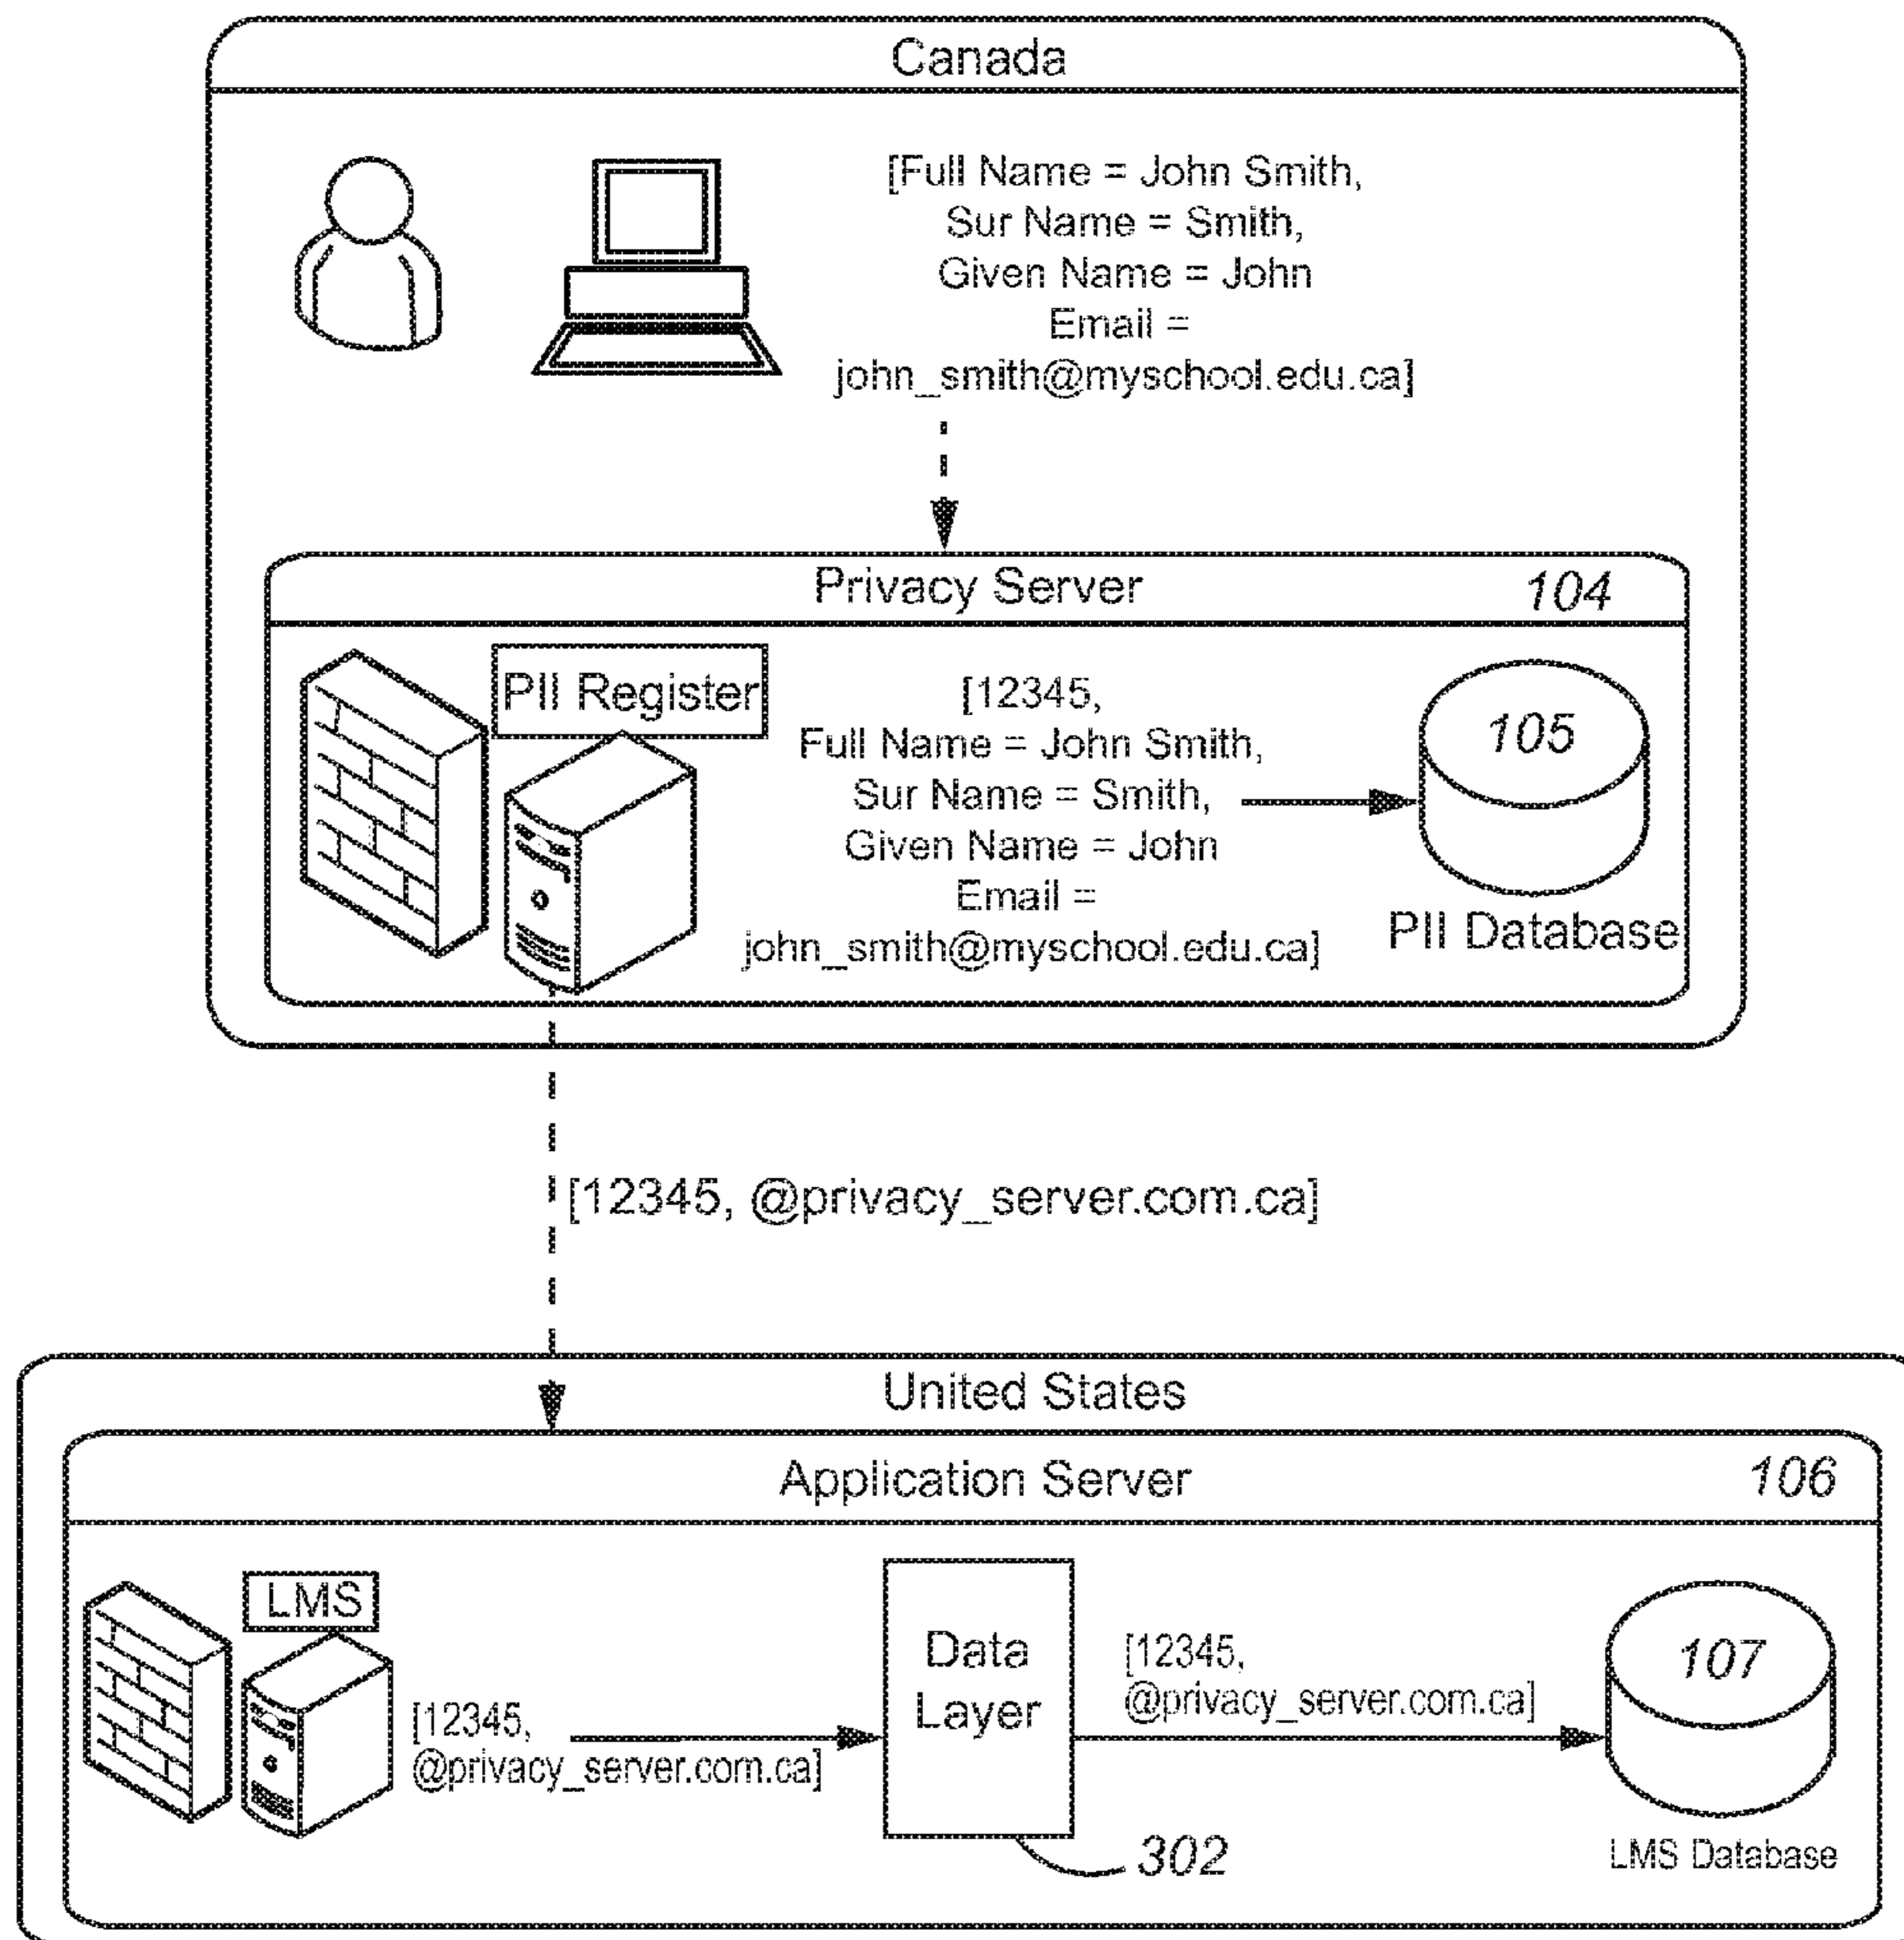 Canada
[Full Name = John Smith,
Sur Name = Smith,
Given Name = John
Email =
john_smith@myschool.edu.ca]
Privacy Server
104
PII Register
[12345,
Full Name = John Smith,
Sur Name = Smith,
Given Name = John
Email =
john_smith@myschool.edu.ca]
105
PII Database
[12345, @privacy_server.com.ca]
United States
Application Server
106
LMS
[12345,
@privacy_server.com.ca]
Data
Layer
302
[12345,
@privacy_server.com.ca]
107
LMS Database